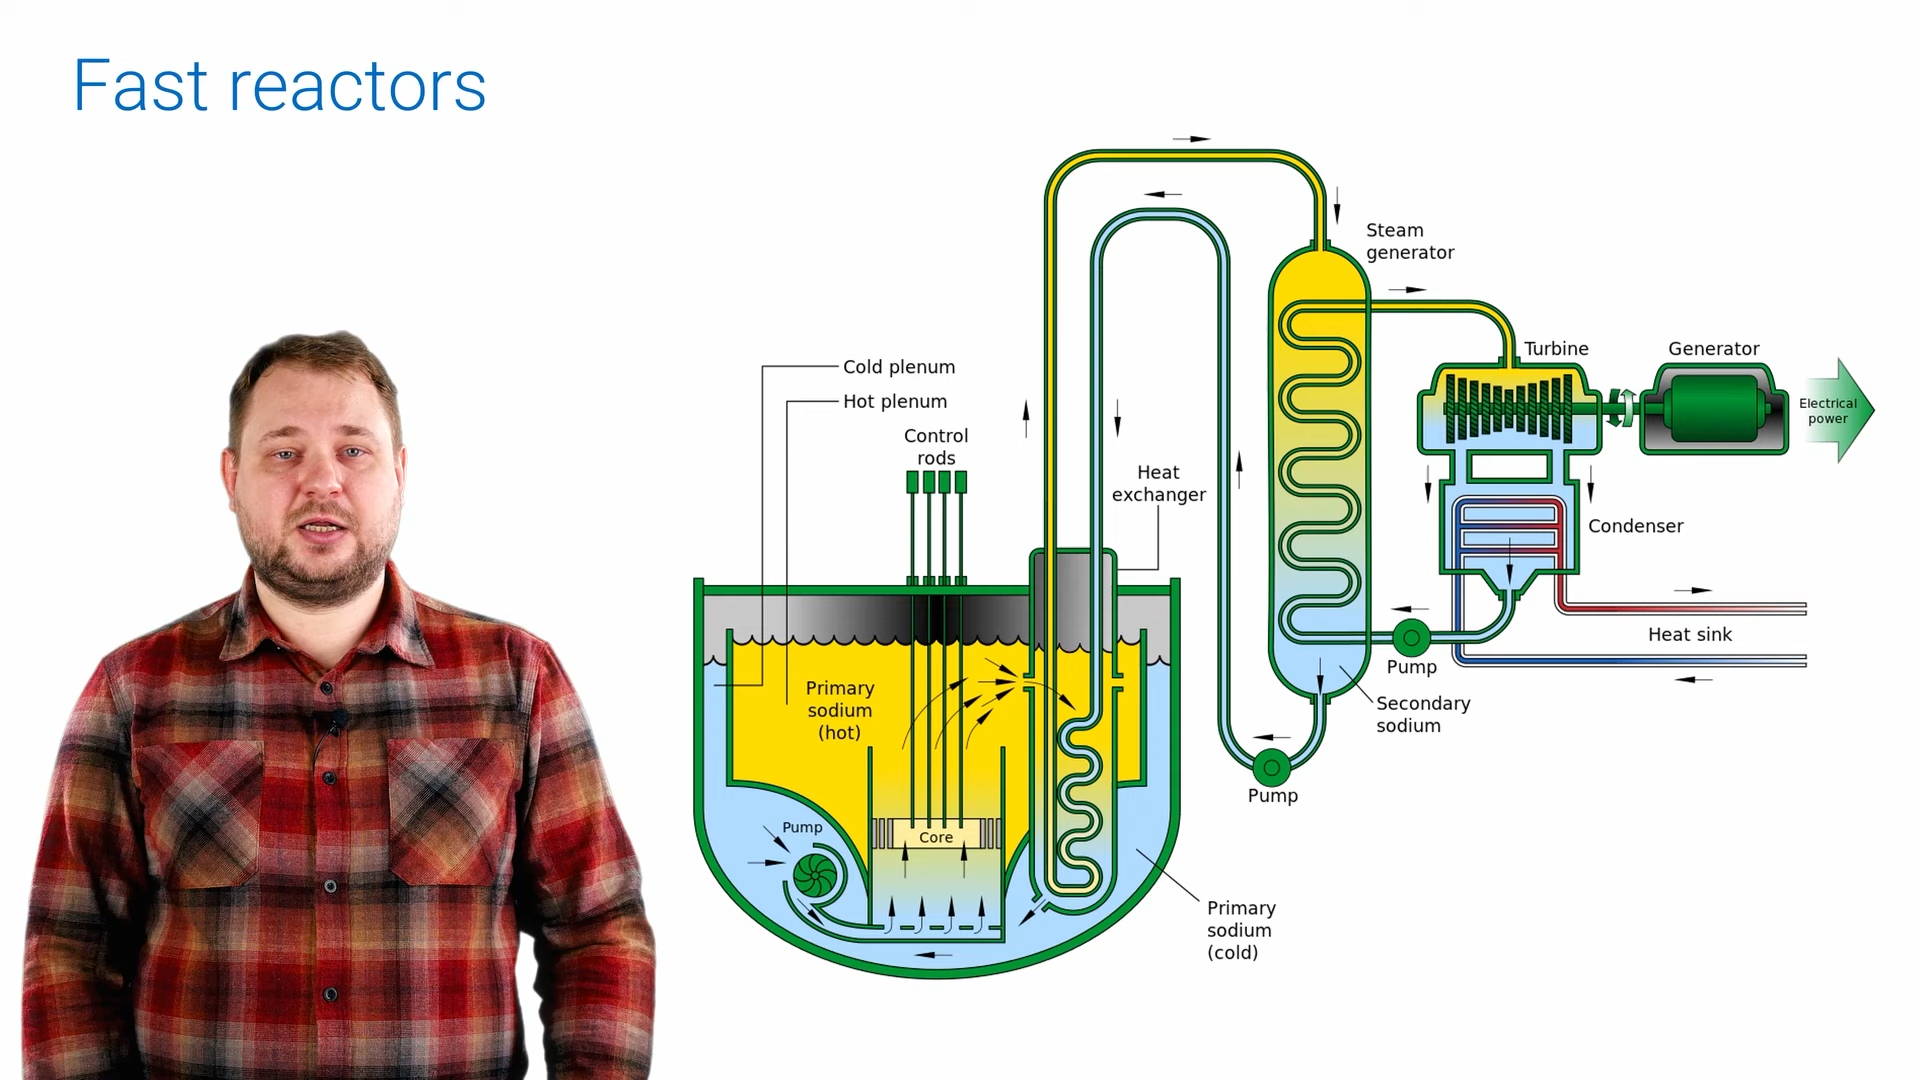 Fast reactors
Steam
generator
Turbine
Generator
Cold plenum
Hot plenum
Electrical
power
Control
rods
Heat
exchanger
Condenser
Heat sink
Pump
Primary
sodium
(hot)
Secondary
sodium
Pump
Pump
Core
Primary
sodium
(cold)